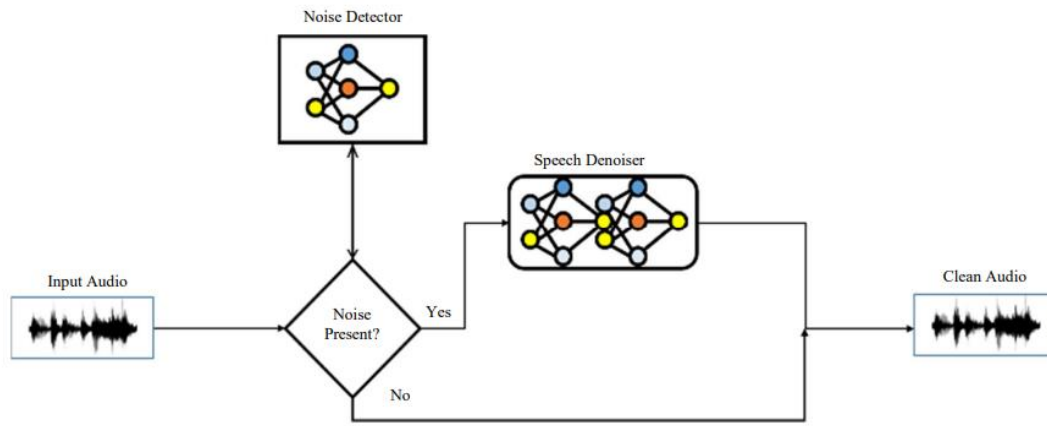 Noise Detector
Speech Denoiser
Input Audio
Noise
Present?
Yes
No
Clean Audio